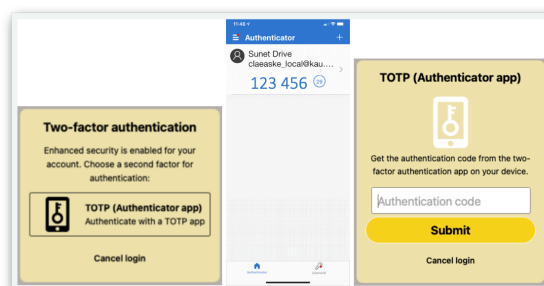 Two-factor authentication
Enhanced security is enabled for your
account. Choose a second factor for
authentication:
TOTP (Authenticator app)
Authenticate with a TOTP app
Cancel login
11:45
Authenticator
Sunet Drive
claeaske_local@kau....
123 456
29
Authenticator
TOTP (Authenticator app)
Get the authentication code from the two-
factor authentication app on your device.
Authentication code
Submit
Cancel login